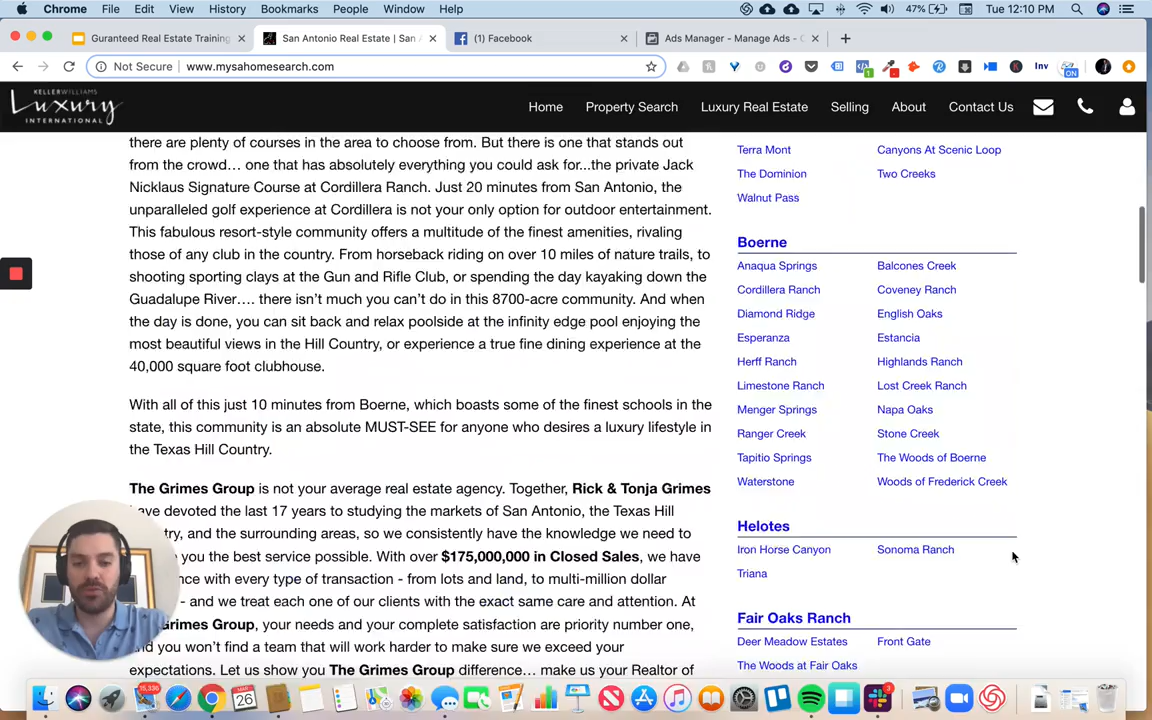 Chrome File Edit View History Bookmarks People Window Help 47% Tue 12:10 PM
Guranteed Real Estate Training
San Antonio Real Estate | San A
(1) Facebook
Ads Manager - Manage Ads - C
Not Secure | www.mysahomesearch.com
Inv
ON
KELLERWILLIAMS
Luxury
INTERNATIONAL
Home Property Search Luxury Real Estate Selling About Contact Us
there are plenty of courses in the area to choose from. But there is one that stands out
from the crowd… one that has absolutely everything you could ask for...the private Jack
Nicklaus Signature Course at Cordillera Ranch. Just 20 minutes from San Antonio, the
unparalleled golf experience at Cordillera is not your only option for outdoor entertainment.
This fabulous resort-style community offers a multitude of the finest amenities, rivaling
those of any club in the country. From horseback riding on over 10 miles of nature trails, to
shooting sporting clays at the Gun and Rifle Club, or spending the day kayaking down the
Guadalupe River…. there isn't much you can't do in this 8700-acre community. And when
the day is done, you can sit back and relax poolside at the infinity edge pool enjoying the
most beautiful views in the Hill Country, or experience a true fine dining experience at the
40,000 square foot clubhouse.
With all of this just 10 minutes from Boerne, which boasts some of the finest schools in the
state, this community is an absolute MUST-SEE for anyone who desires a luxury lifestyle in
the Texas Hill Country.
The Grimes Group is not your average real estate agency. Together, Rick & Tonja Grimes
have devoted the last 17 years to studying the markets of San Antonio, the Texas Hill
ntry, and the surrounding areas, so we consistently have the knowledge we need to
you the best service possible. With over $175,000,000 in Closed Sales, we have
ence with every type of transaction - from lots and land, to multi-million dollar
- and we treat each one of our clients with the exact same care and attention. At
Grimes Group, your needs and your complete satisfaction are priority number one,
and you won't find a team that will work harder to make sure we exceed your
expectations. Let us show you The Grimes Group difference… make us your Realtor of
Terra Mont Canyons At Scenic Loop
The Dominion Two Creeks
Walnut Pass
Boerne
Anaqua Springs Balcones Creek
Cordillera Ranch Coveney Ranch
Diamond Ridge English Oaks
Esperanza Estancia
Herff Ranch Highlands Ranch
Limestone Ranch Lost Creek Ranch
Menger Springs Napa Oaks
Ranger Creek Stone Creek
Tapitio Springs The Woods of Boerne
Waterstone Woods of Frederick Creek
Helotes
Iron Horse Canyon Sonoma Ranch
Triana
Fair Oaks Ranch
Deer Meadow Estates Front Gate
The Woods at Fair Oaks
MAY
26